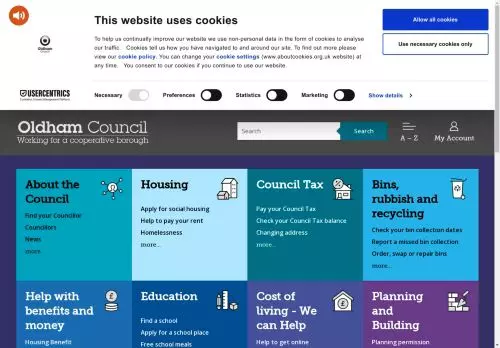 This website uses cookies
To help us continually improve our website we use non-personal data in the form of cookies to analyse
our traffic.   Cookies tell us how you have navigated to and around our site. To find out more please
view our cookie policy. You can change your cookie settings (www.aboutcookies.org.uk website) at
any time.   You consent to our cookies if you continue to use our website.
Allow all cookies
Use necessary cookies only
Oldham
Council
USERCENTRICS
Necessary
Preferences
Statistics
Marketing
Show details
Oldham Council
Working for a cooperative borough
Search
Search
A – Z
My Account
About the
Council
Find your Councillor
Councillors
News
more
Housing
Apply for social housing
Help to pay your rent
Homelessness
more...
Council Tax
Pay your Council Tax
Check your Council Tax balance
Changing address
more...
Bins,
rubbish and
recycling
Check your bin collection dates
Report a missed bin collection
Order, swap or repair bins
more...
Help with
benefits and
money
Housing Benefit
Education
Find a school
Apply for a school place
Free school meals
Cost of
living - We
can Help
Help to get online
Planning
and
Building
Planning permission